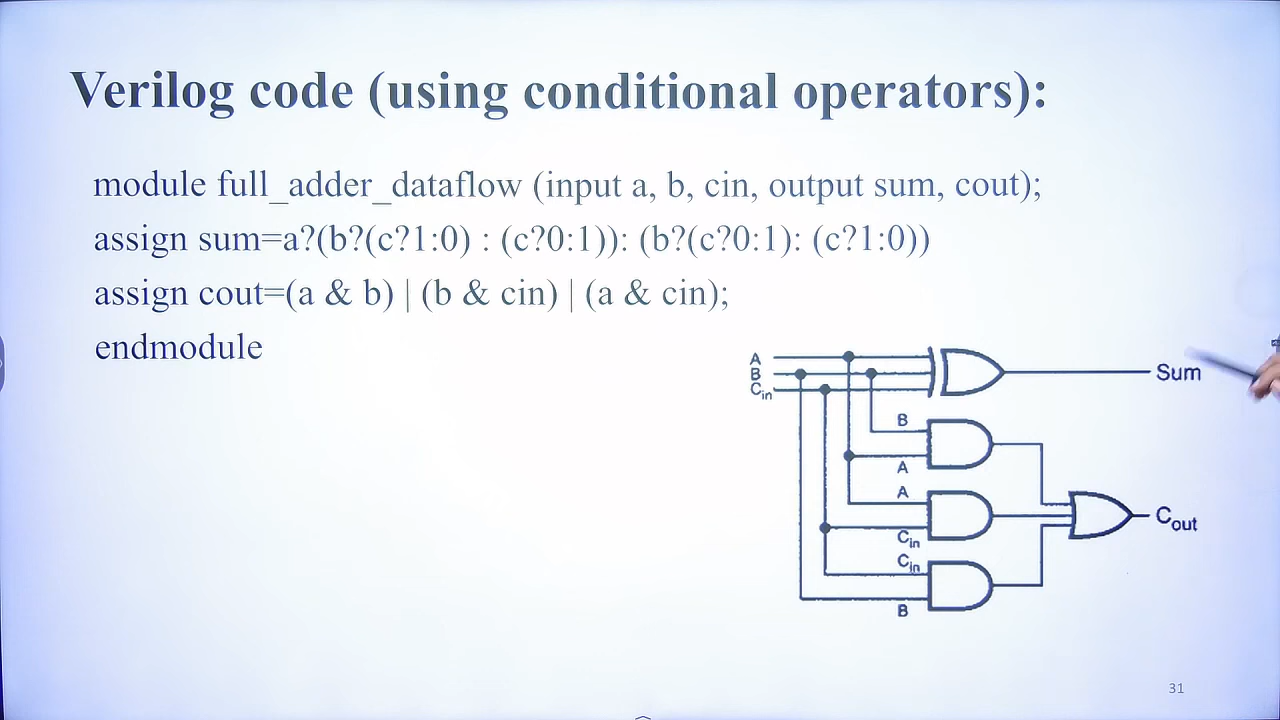 Verilog code (using conditional operators):
module full_adder_dataflow (input a, b, cin, output sum, cout);
assign sum=a?(b?(c?1:0) : (c?0:1)): (b?(c?0:1): (c?1:0))
assign cout=(a & b) | (b & cin) | (a & cin);
endmodule
A
B
Cin
Sum
B
A
A
Cin
Cout
Cin
B
31